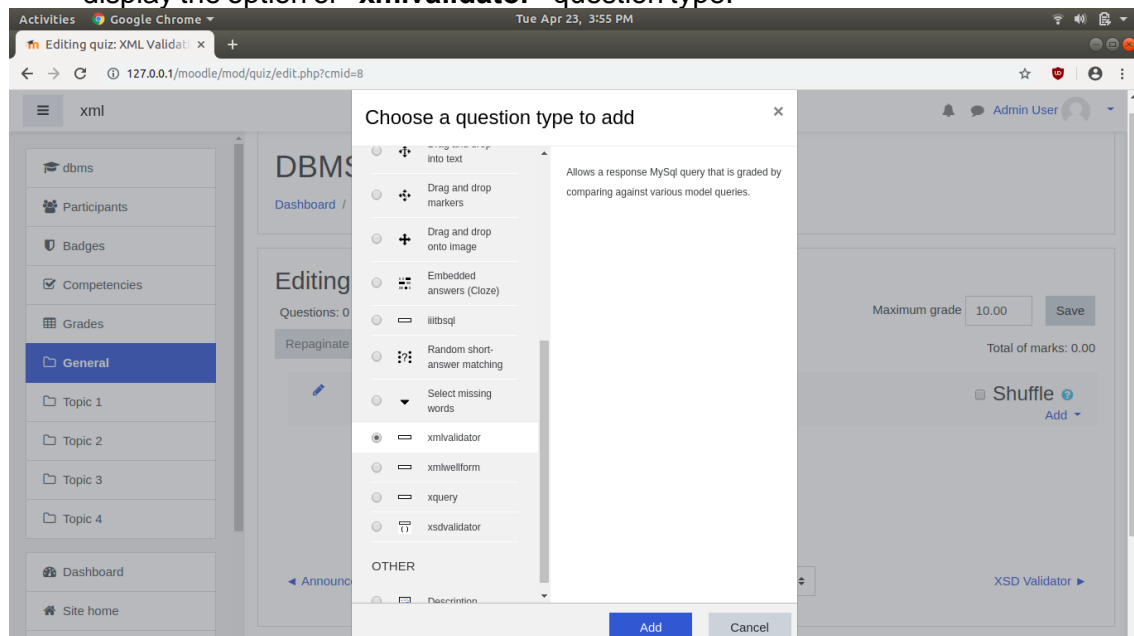 display the option of "xmlvalidator" question type.
Activities Google Chrome Tue Apr 23, 3:55 PM
Editing quiz: XML Validati × +
127.0.0.1/moodle/mod/quiz/edit.php?cmid=8
xml
Choose a question type to add ×
Admin User
dbms
Participants
Badges
Competencies
Grades
General
Topic 1
Topic 2
Topic 3
Topic 4
Dashboard
Site home
DBMS
Dashboard /
Editing
Questions: 0
Repaginate
Drag and drop
into text
Drag and drop
markers
Drag and drop
onto image
Embedded
answers (Cloze)
iiitbsql
Random short-
answer matching
Select missing
words
xmlvalidator
xmlwellform
xquery
xsdvalidator
OTHER
Description
Allows a response MySql query that is graded by
comparing against various model queries.
Add Cancel
Maximum grade 10.00 Save
Total of marks: 0.00
Shuffle
Add
◄ Announc
XSD Validator ►